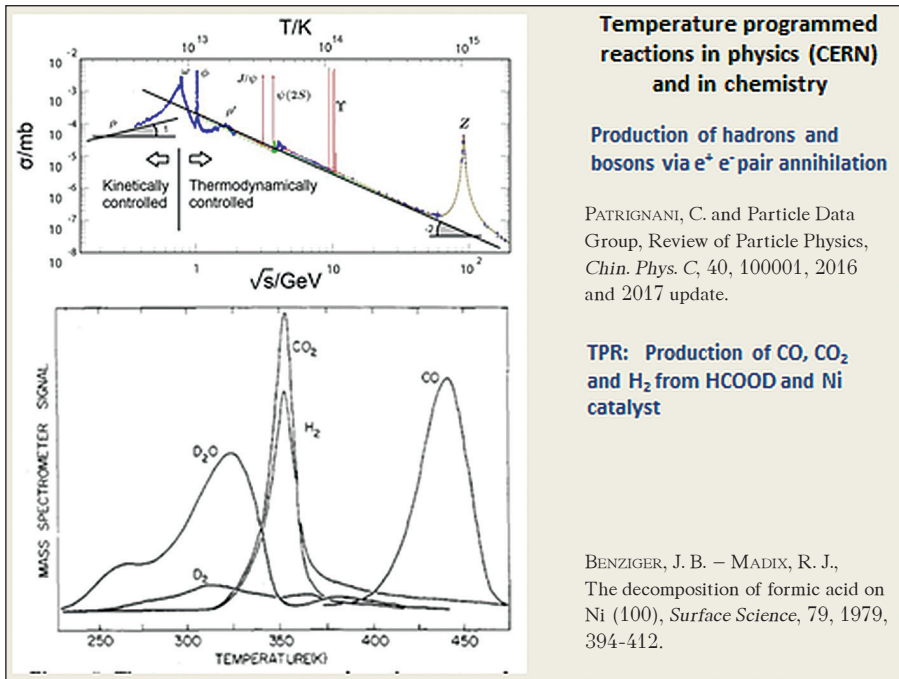 T/K
10^13 10^14 10^15
10^-2
10^-3
10^-4
10^-5
10^-6
10^-7
10^-8
σ/mb
ρ ω ϕ ρ' J/ψ ψ(2S) Υ Z
1
-2
Kinetically
controlled
Thermodynamically
controlled
1 10 10^2
√s/GeV
MASS SPECTROMETER SIGNAL
CO₂
H₂
CO
D₂O
D₂
250 300 350 400 450
TEMPERATURE(K)
Temperature programmed
reactions in physics (CERN)
and in chemistry
Production of hadrons and
bosons via e⁺ e⁻pair annihilation
PATRIGNANI, C. and Particle Data
Group, Review of Particle Physics,
Chin. Phys. C, 40, 100001, 2016
and 2017 update.
TPR: Production of CO, CO₂
and H₂ from HCOOD and Ni
catalyst
BENZIGER, J. B. – MADIX, R. J.,
The decomposition of formic acid on
Ni (100), Surface Science, 79, 1979,
394-412.